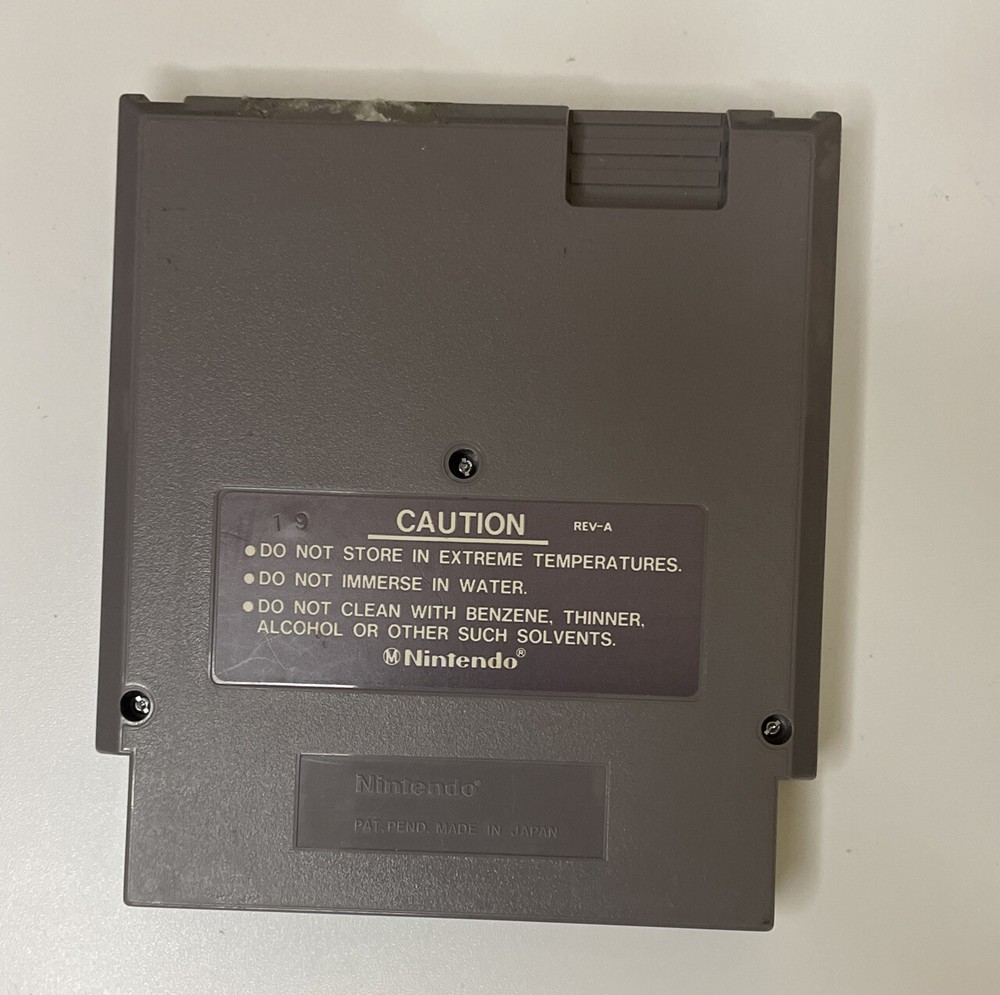 19
CAUTION REV-A
●DO NOT STORE IN EXTREME TEMPERATURES.
●DO NOT IMMERSE IN WATER.
●DO NOT CLEAN WITH BENZENE, THINNER,
ALCOHOL OR OTHER SUCH SOLVENTS.
Ⓜ Nintendo®
Nintendo®
PAT. PEND. MADE IN JAPAN